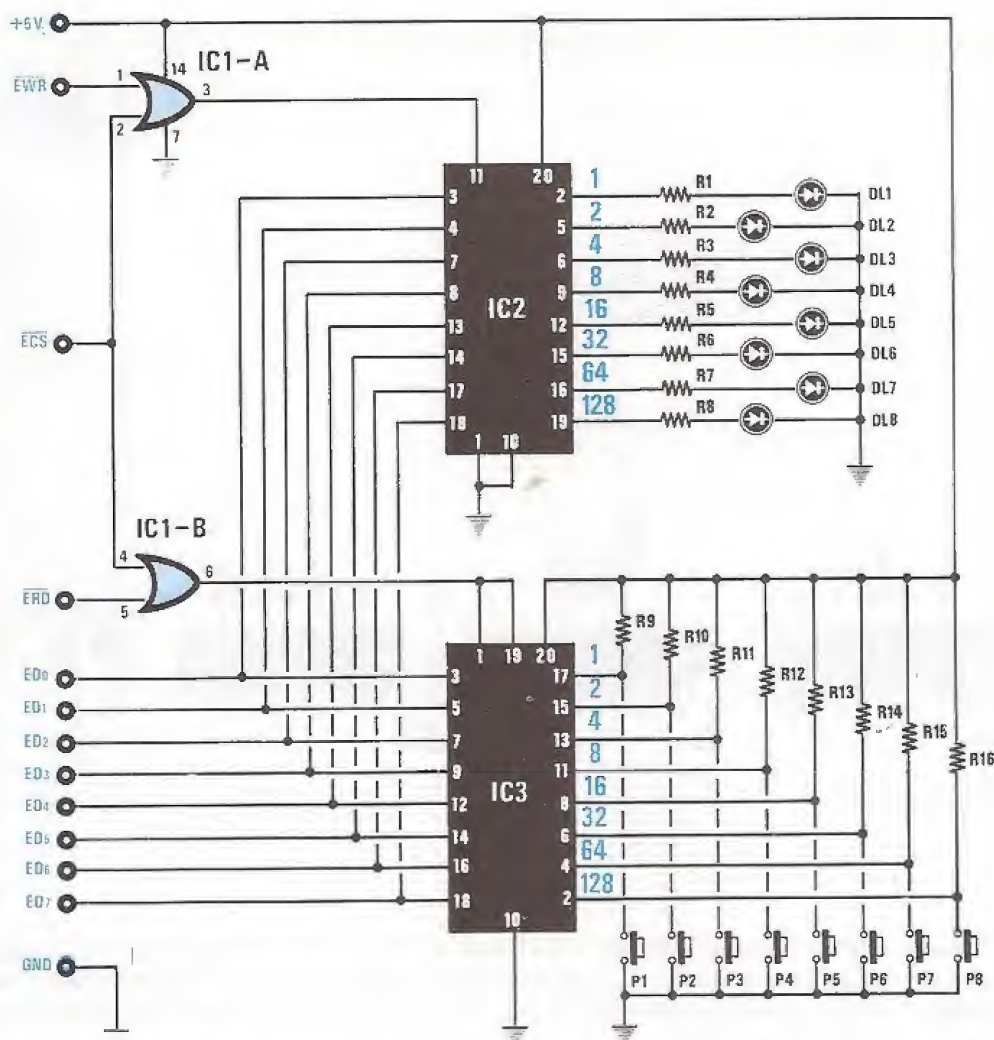 +5V.
EWR
1
14
IC1-A
3
2
7
11
20
1
3
2
R1
DL1
2
4
5
R2
DL2
4
7
6
R3
DL3
8
8
9
R4
DL4
IC2
16
13
12
R5
DL5
ECS
32
14
15
R6
DL6
64
17
16
R7
DL7
128
18
19
R8
DL8
1
10
IC1-B
4
6
ERD
5
R9
R10
R11
R12
R13
R14
R15
R16
1
19
20
1
ED0
3
17
2
ED1
5
15
4
ED2
7
13
8
ED3
9
11
IC3
16
ED4
12
8
32
ED5
14
6
64
ED6
16
4
128
ED7
18
2
10
GND
P1
P2
P3
P4
P5
P6
P7
P8